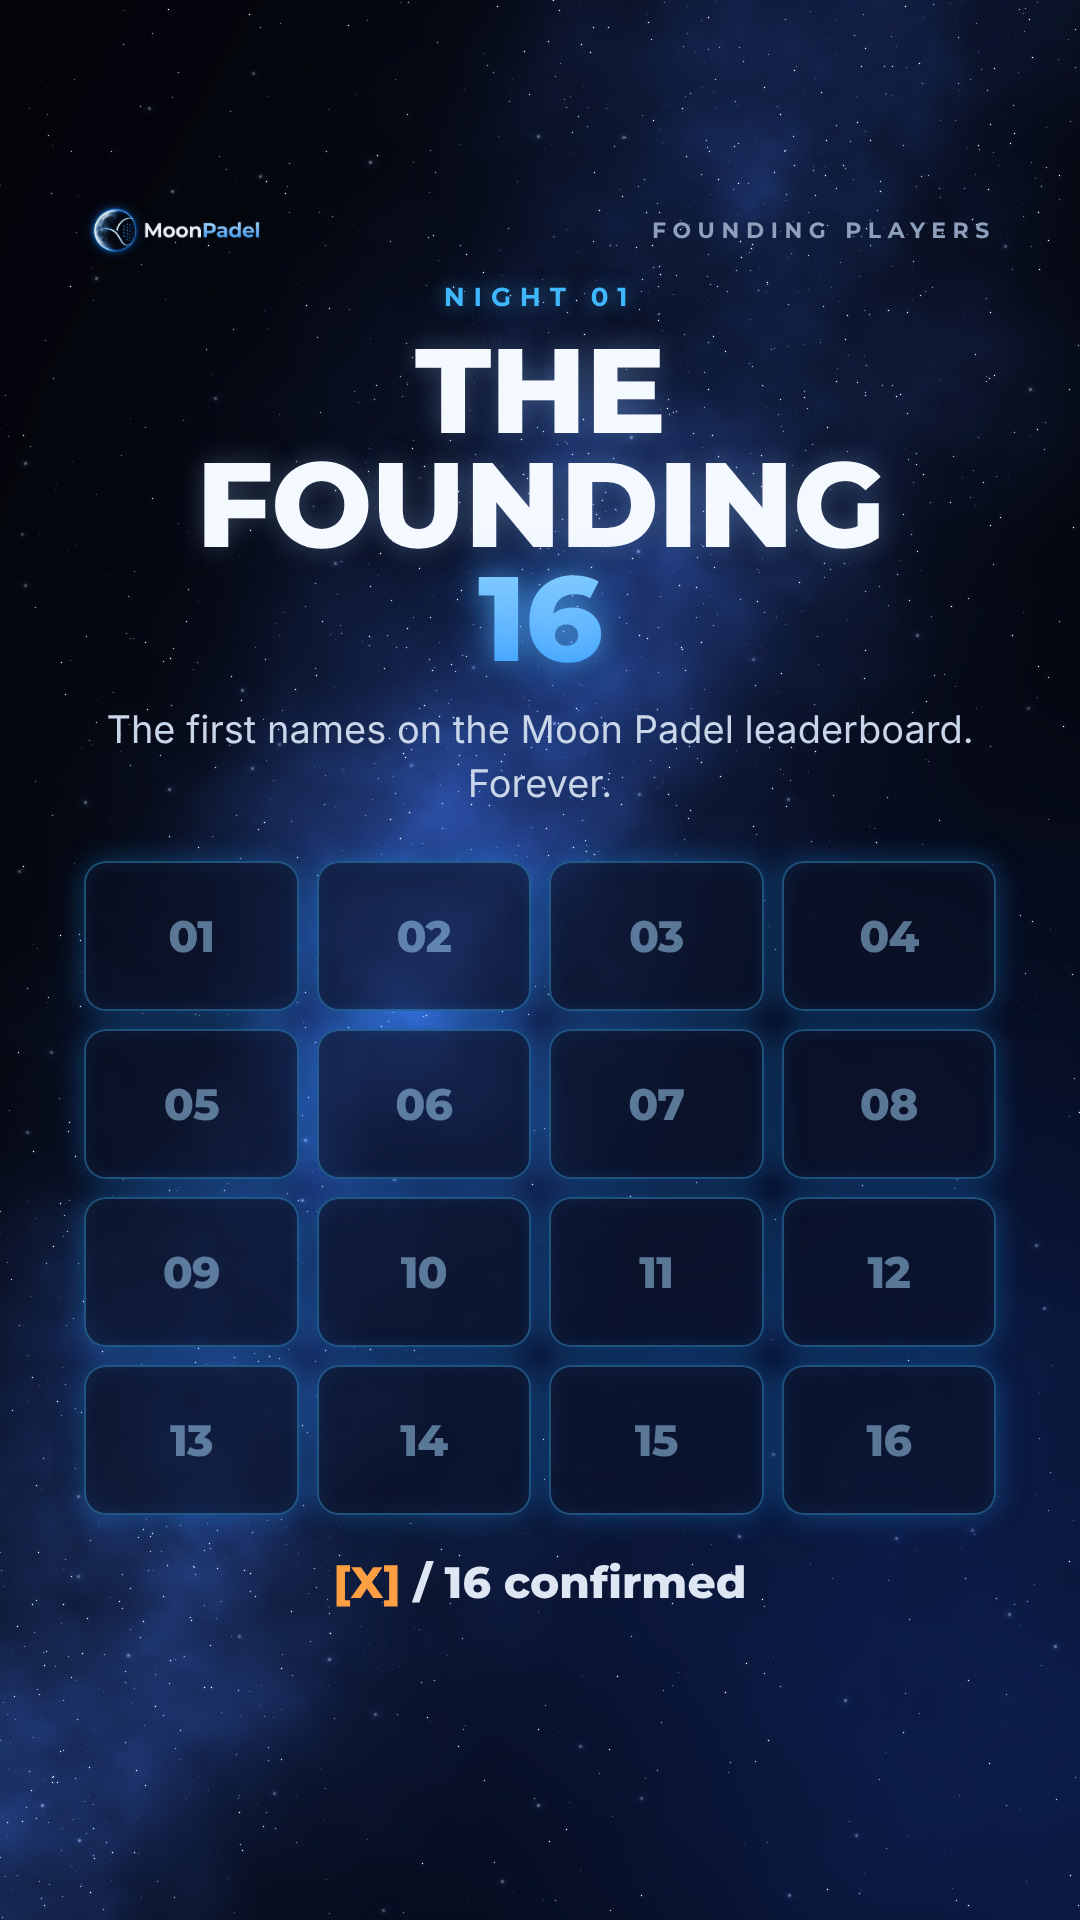 MoonPadel
FOUNDING PLAYERS
NIGHT 01
THE
FOUNDING
16
The first names on the Moon Padel leaderboard.
Forever.
01
02
03
04
05
06
07
08
09
10
11
12
13
14
15
16
[X] / 16 confirmed